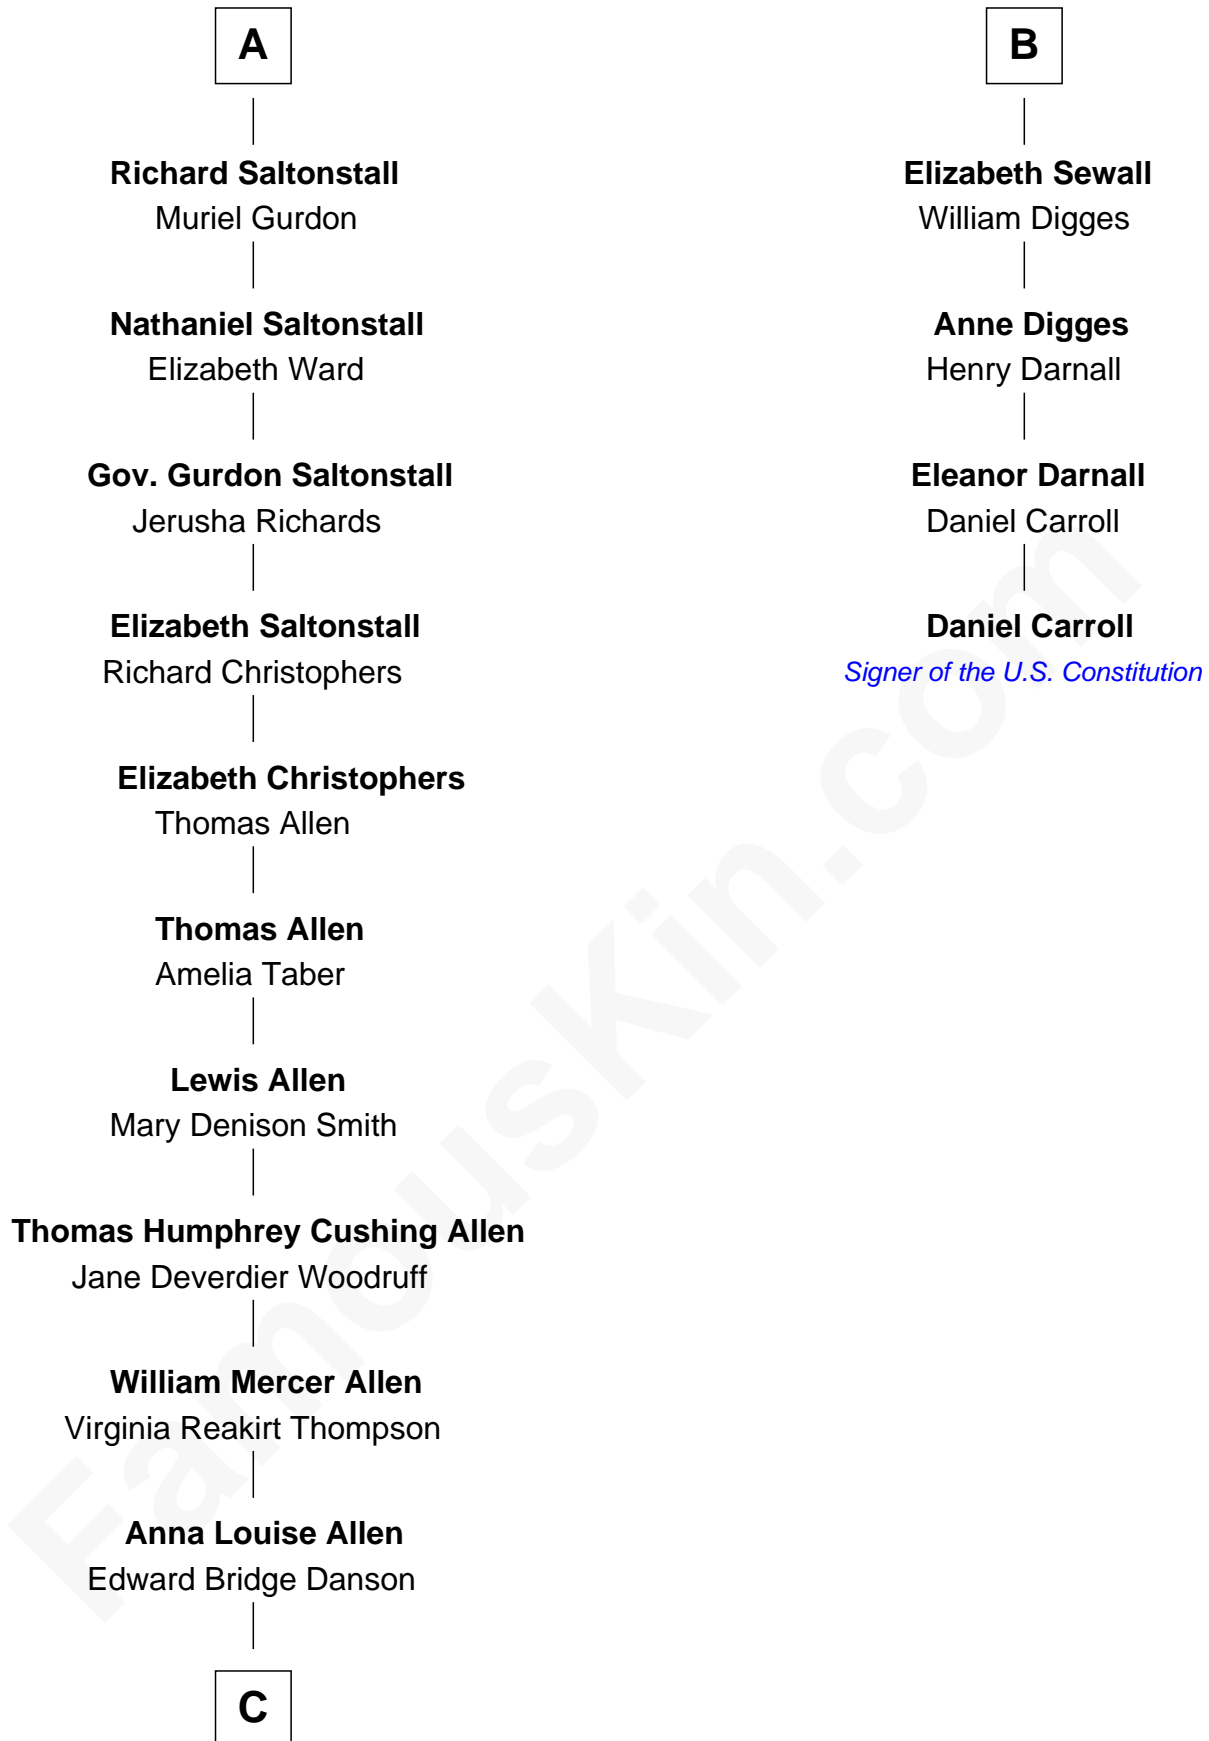 A
Richard Saltonstall
Muriel Gurdon
Nathaniel Saltonstall
Elizabeth Ward
Gov. Gurdon Saltonstall
Jerusha Richards
Elizabeth Saltonstall
Richard Christophers
Elizabeth Christophers
Thomas Allen
Thomas Allen
Amelia Taber
Lewis Allen
Mary Denison Smith
Thomas Humphrey Cushing Allen
Jane Deverdier Woodruff
William Mercer Allen
Virginia Reakirt Thompson
Anna Louise Allen
Edward Bridge Danson
C
B
Elizabeth Sewall
William Digges
Anne Digges
Henry Darnall
Eleanor Darnall
Daniel Carroll
Daniel Carroll
Signer of the U.S. Constitution
FamousKin.com